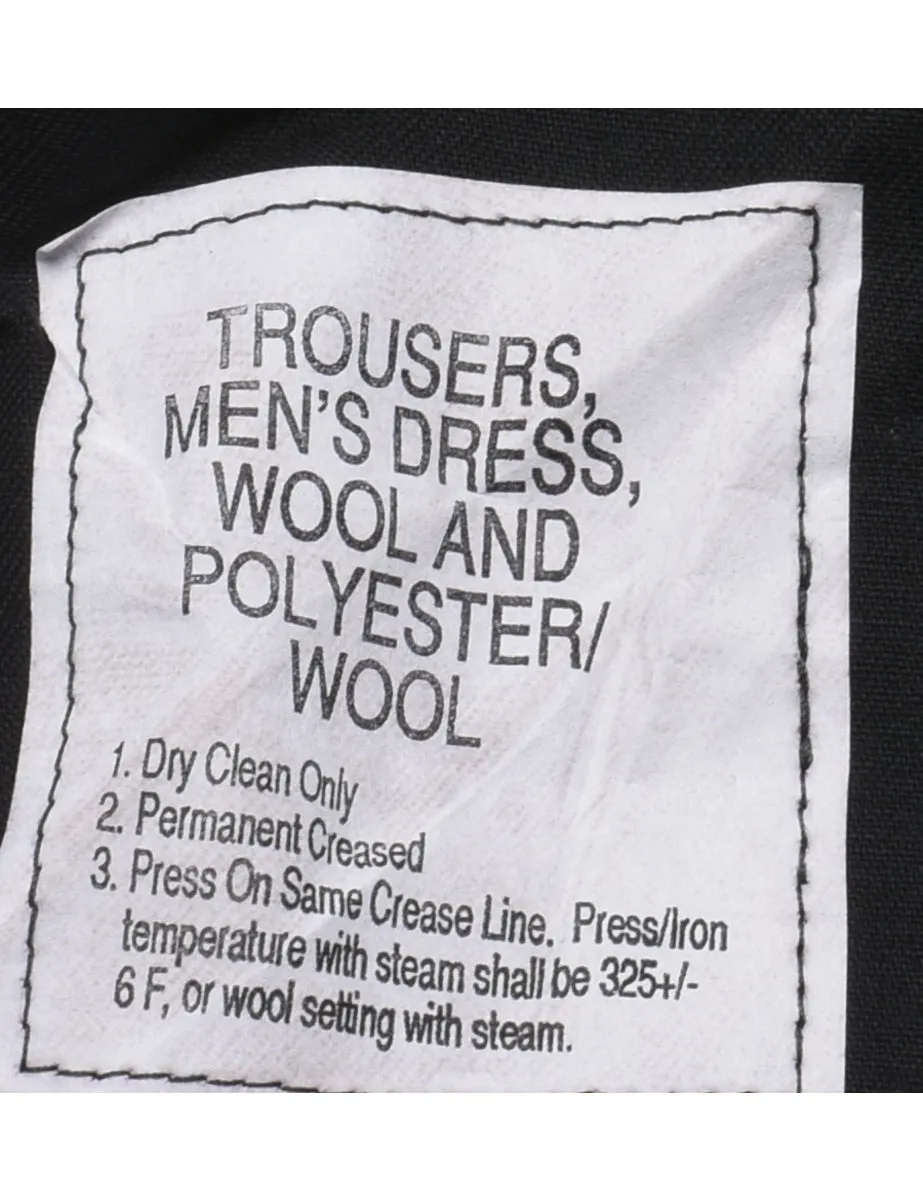 TROUSERS,
MEN'S DRESS,
WOOL AND
POLYESTER/
WOOL
1. Dry Clean Only
2. Permanent Creased
3. Press On Same Crease Line. Press/Iron
temperature with steam shall be 325+/-
6 F, or wool setting with steam.